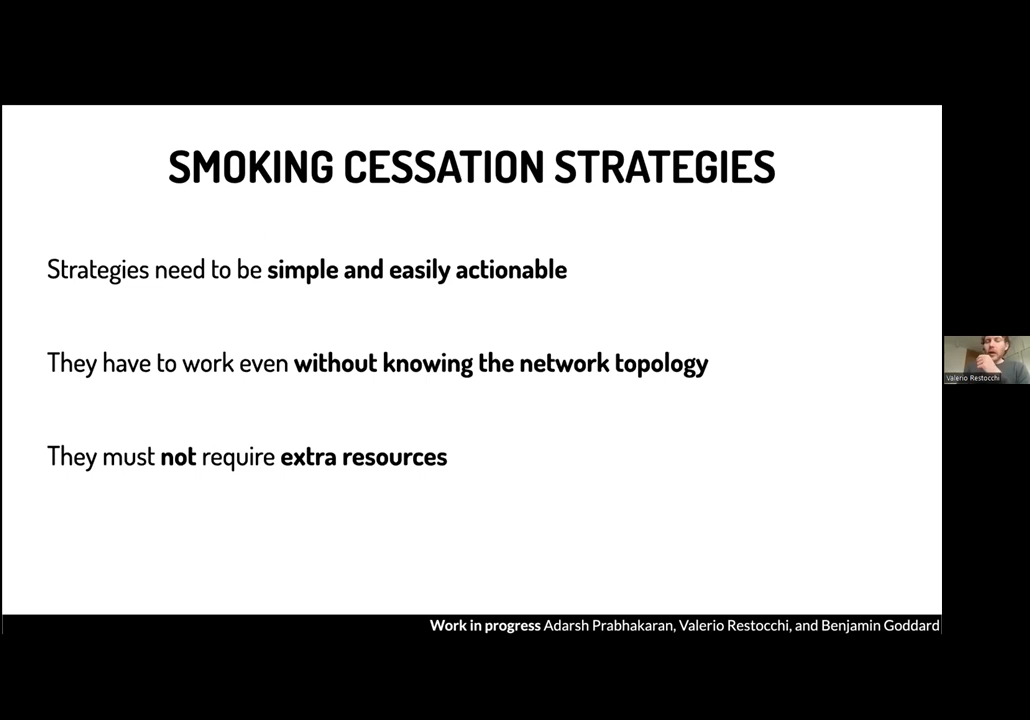 SMOKING CESSATION STRATEGIES
Strategies need to be simple and easily actionable
They have to work even without knowing the network topology
They must not require extra resources
Valerio Restocchi
Work in progress Adarsh Prabhakaran, Valerio Restocchi, and Benjamin Goddard